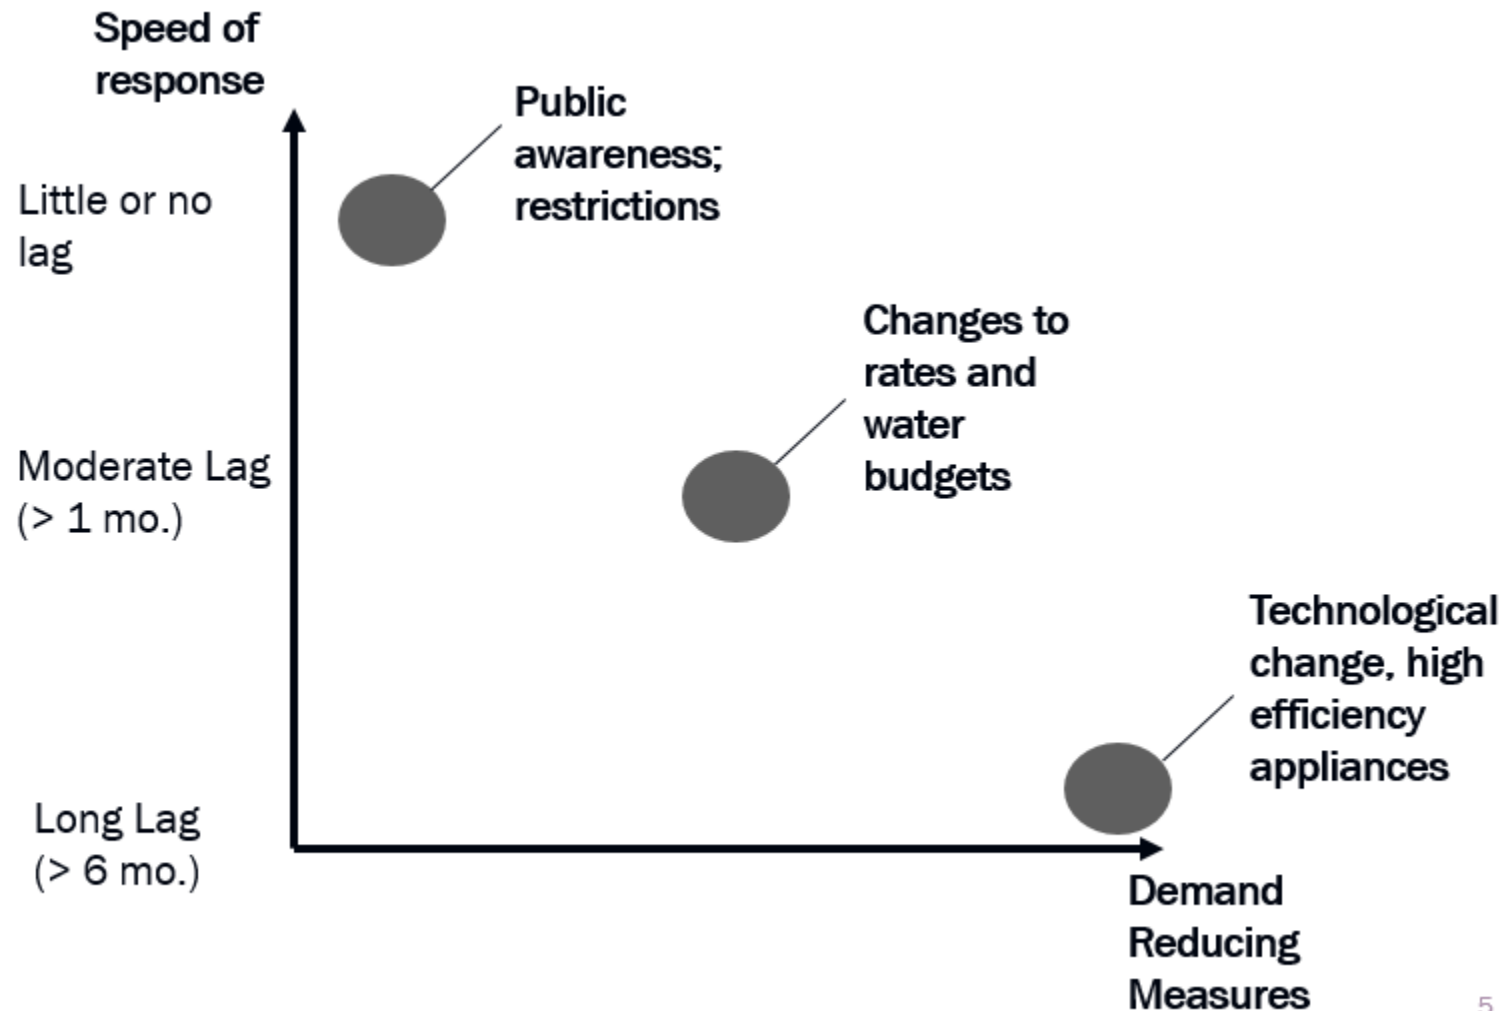 Speed of
response
Public
awareness;
restrictions
Little or no
lag
Changes to
rates and
water
budgets
Moderate Lag
(> 1 mo.)
Technological
change, high
efficiency
appliances
Long Lag
(> 6 mo.)
Demand
Reducing
Measures
5